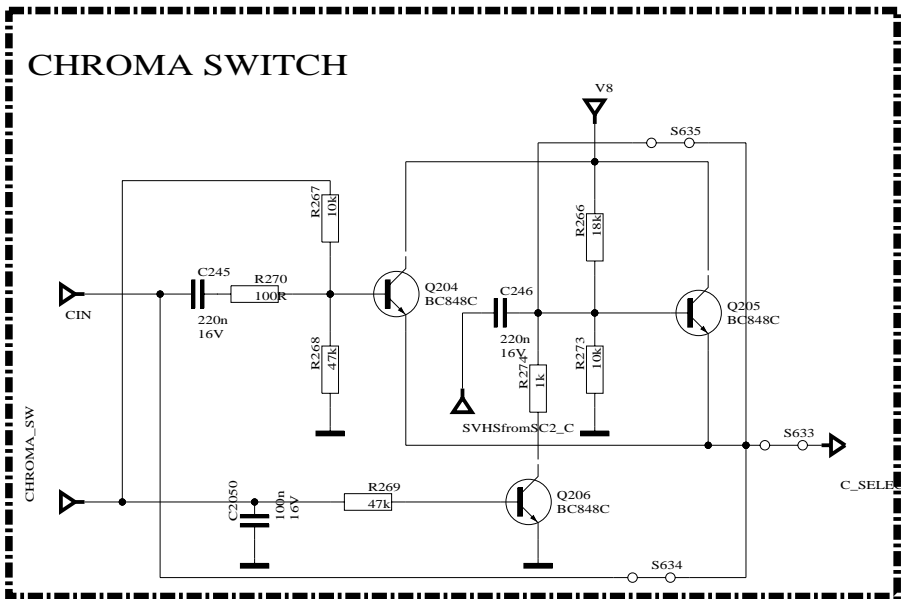 CHROMA SWITCH
V8
S635
R267
10k
R266
18k
C245
R270
100R
220n
16V
CIN
Q204
BC848C
C246
220n
16V
Q205
BC848C
R268
47k
R274
1k
R273
10k
SVHSfromSC2_C
S633
C_SELEC
CHROMA_SW
C2050
100n
16V
R269
47k
Q206
BC848C
S634